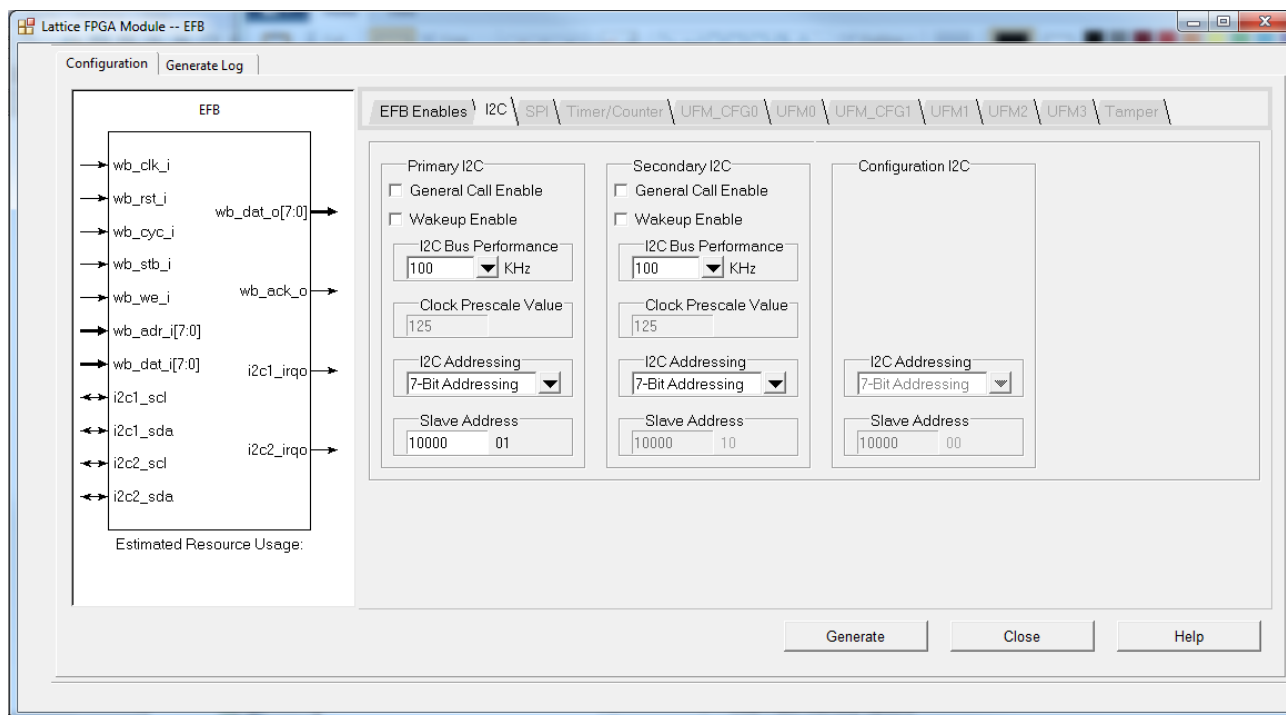 Lattice FPGA Module -- EFB
Configuration Generate Log
EFB
wb_clk_i
wb_rst_i
wb_cyc_i
wb_stb_i
wb_we_i
wb_adr_i[7:0]
wb_dat_i[7:0]
i2c1_scl
i2c1_sda
i2c2_scl
i2c2_sda
wb_dat_o[7:0]
wb_ack_o
i2c1_irqo
i2c2_irqo
Estimated Resource Usage:
EFB Enables I2C SPI Timer/Counter UFM_CFG0 UFM0 UFM_CFG1 UFM1 UFM2 UFM3 Tamper
Primary I2C
General Call Enable
Wakeup Enable
I2C Bus Performance
100 KHz
Clock Prescale Value
125
I2C Addressing
7-Bit Addressing
Slave Address
10000 01
Secondary I2C
General Call Enable
Wakeup Enable
I2C Bus Performance
100 KHz
Clock Prescale Value
125
I2C Addressing
7-Bit Addressing
Slave Address
10000 10
Configuration I2C
I2C Addressing
7-Bit Addressing
Slave Address
10000 00
Generate Close Help